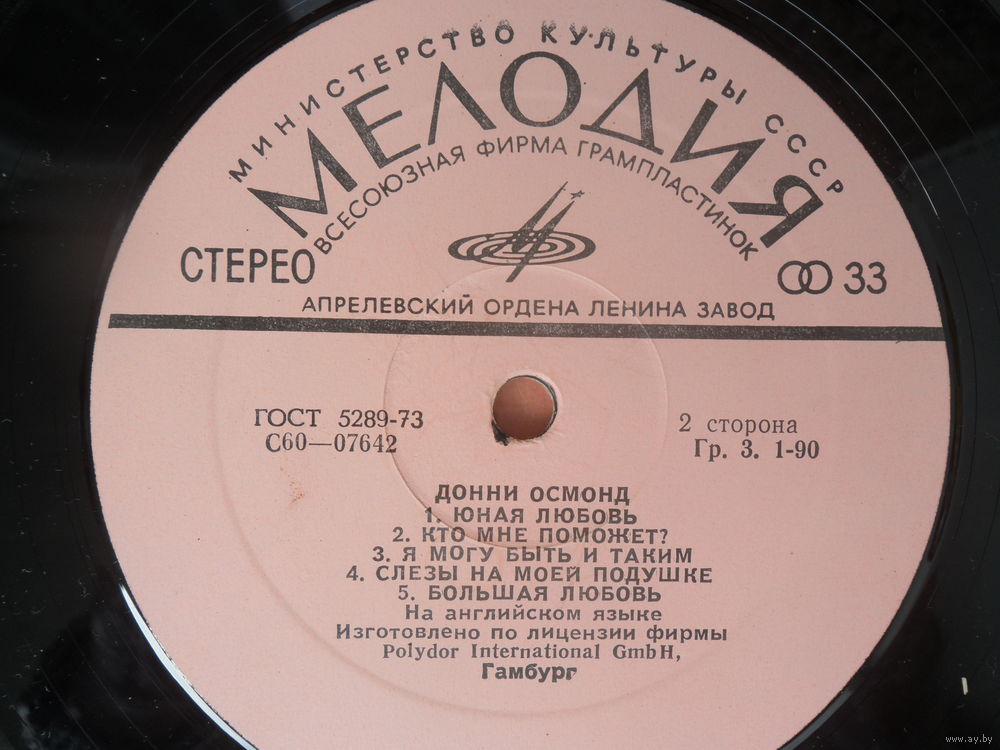 МИНИСТЕРСТВО КУЛЬТУРЫ СССР
МЕЛОДИЯ
ВСЕСОЮЗНАЯ ФИРМА ГРАМПЛАСТИНОК
СТЕРЕО
33
АПРЕЛЕВСКИЙ ОРДЕНА ЛЕНИНА ЗАВОД
ГОСТ 5289-73
С60—07642
2 сторона
Гр. 3. 1-90
ДОННИ ОСМОНД
1. ЮНАЯ ЛЮБОВЬ
2. КТО МНЕ ПОМОЖЕТ?
3. Я МОГУ БЫТЬ И ТАКИМ
4. СЛЕЗЫ НА МОЕЙ ПОДУШКЕ
5. БОЛЬШАЯ ЛЮБОВЬ
На английском языке
Изготовлено по лицензии фирмы
Polydor International GmbH,
Гамбург
www.ay.by